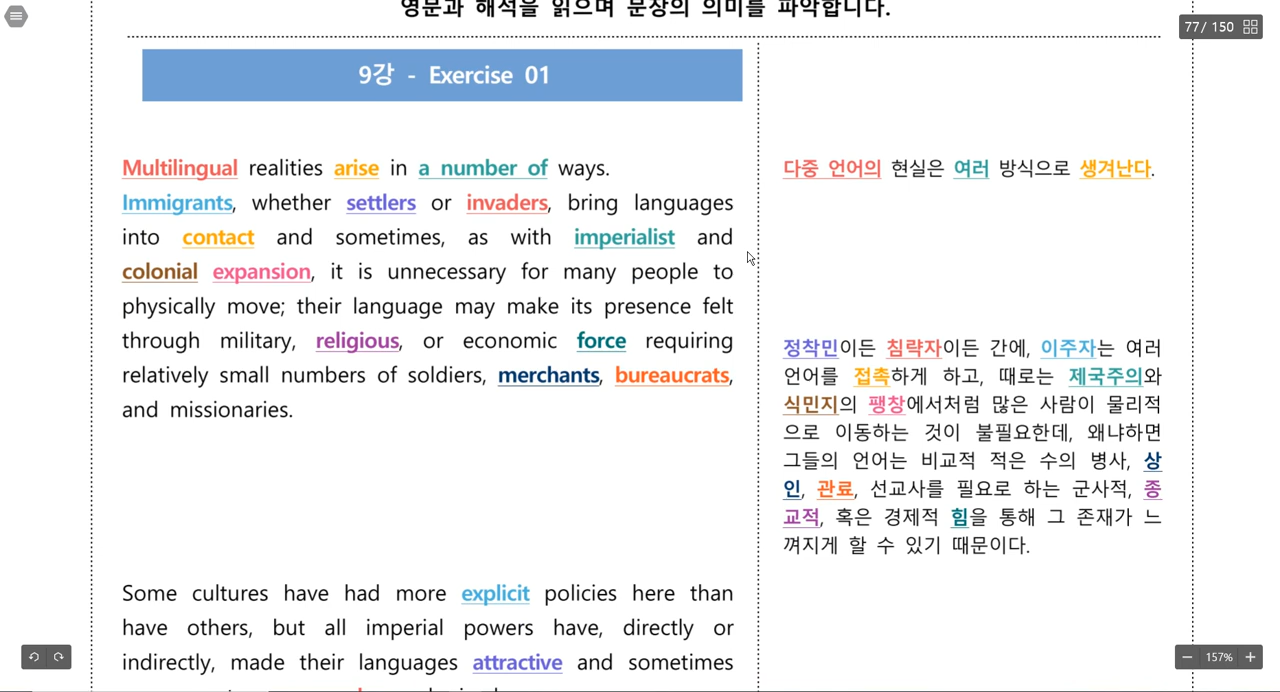 영문과 해석을 읽으며 문장의 의미를 파악합니다.
77/ 150
9강 - Exercise 01
Multilingual realities arise in a number of ways.
Immigrants, whether settlers or invaders, bring languages
into contact and sometimes, as with imperialist and
colonial expansion, it is unnecessary for many people to
physically move; their language may make its presence felt
through military, religious, or economic force requiring
relatively small numbers of soldiers, merchants, bureaucrats,
and missionaries.
Some cultures have had more explicit policies here than
have others, but all imperial powers have, directly or
indirectly, made their languages attractive and sometimes
다중 언어의 현실은 여러 방식으로 생겨난다.
정착민이든 침략자이든 간에, 이주자는 여러
언어를 접촉하게 하고, 때로는 제국주의와
식민지의 팽창에서처럼 많은 사람이 물리적
으로 이동하는 것이 불필요한데, 왜냐하면
그들의 언어는 비교적 적은 수의 병사, 상
인, 관료, 선교사를 필요로 하는 군사적, 종
교적, 혹은 경제적 힘을 통해 그 존재가 느
껴지게 할 수 있기 때문이다.
157%